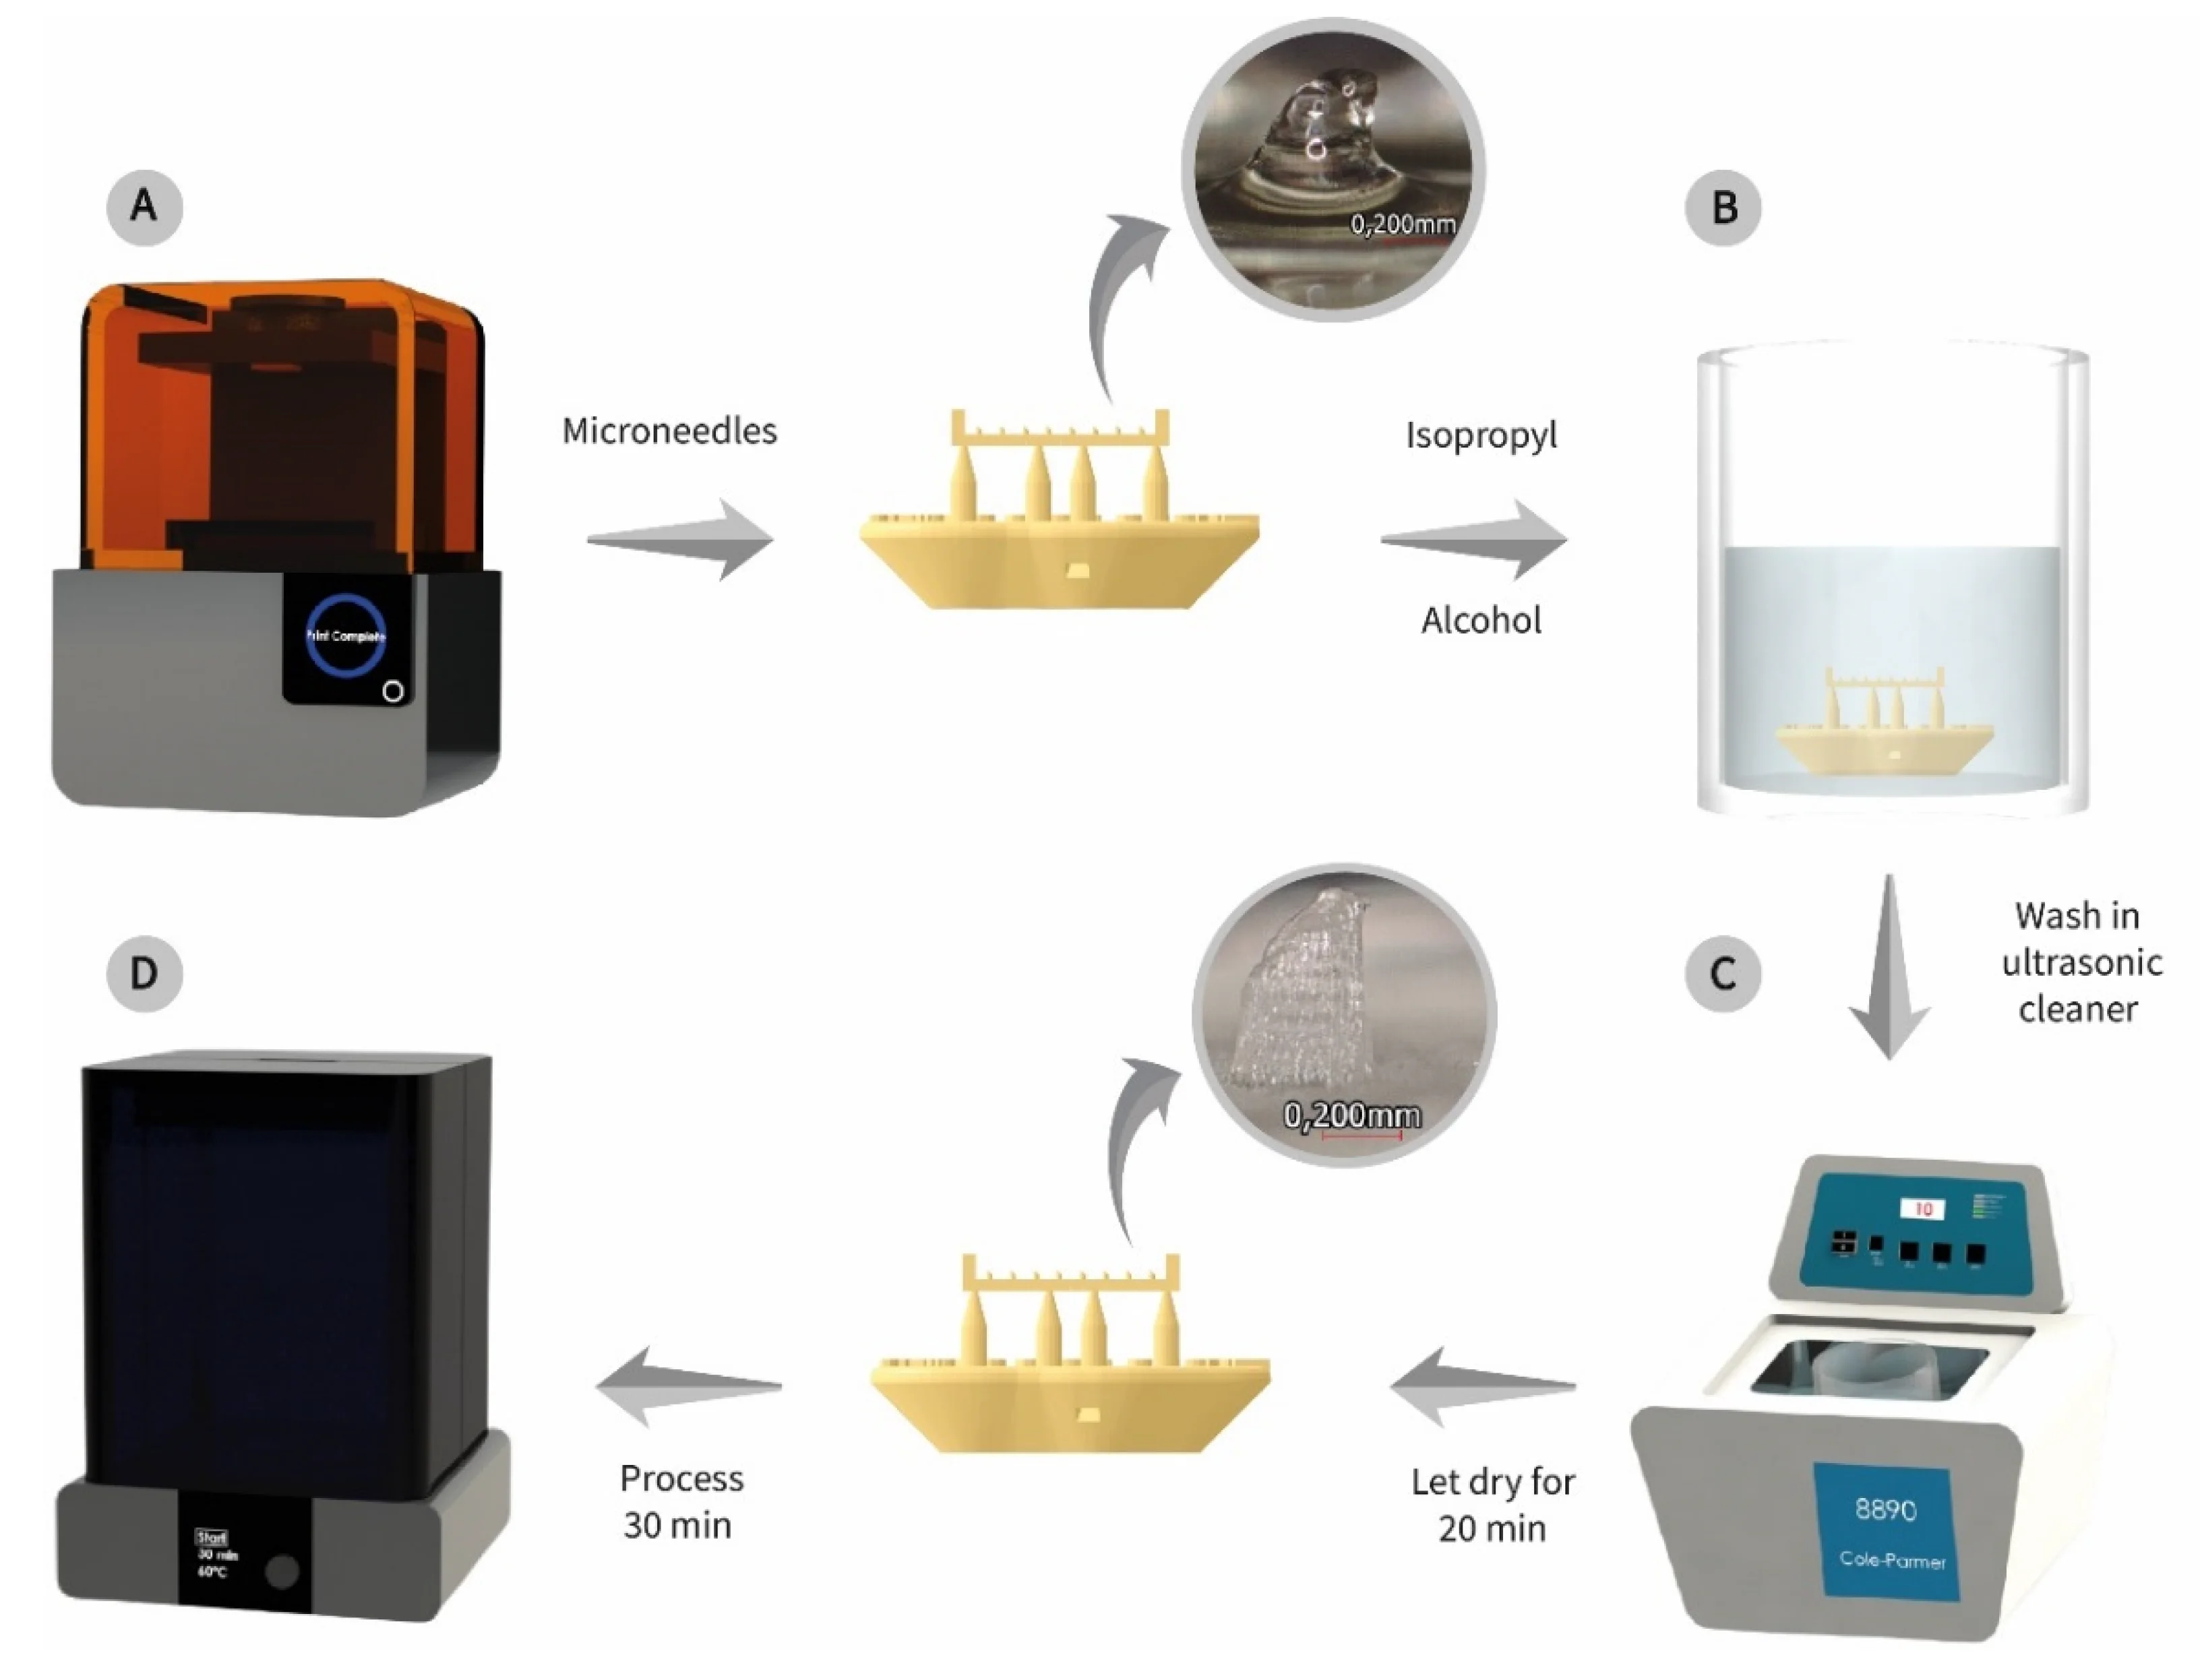 A
0,200mm
B
Microneedles
Isopropyl
Alcohol
Print Complete
Wash in
ultrasonic
cleaner
D
C
0,200mm
10
Process
30 min
Let dry for
20 min
Start
30 min
60°C
8890
Cole-Parmer